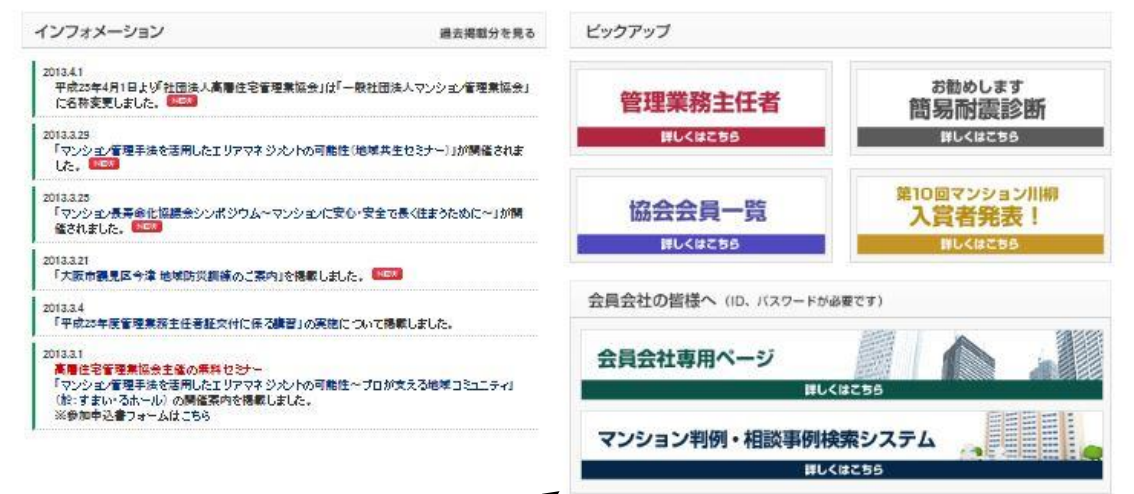 インフォメーション
過去掲載分を見る
2013.4.1
平成25年4月1日より「社団法人高層住宅管理業協会」は「一般社団法人マンション管理業協会」
に名称変更しました。 NEW
2013.3.29
「マンション管理手法を活用したエリアマネジメントの可能性(地域共生セミナー)」が開催されま
した。 NEW
2013.3.25
「マンション長寿命化協議会シンポジウム～マンションに安心・安全で長く住まうために～」が開
催されました。 NEW
2013.3.21
「大阪市鶴見区今津 地域防災訓練のご案内」を掲載しました。 NEW
2013.3.4
「平成25年度管理業務主任者証交付に係る講習」の実施について掲載しました。
2013.3.1
高層住宅管理業協会主催の無料セミナー
「マンション管理手法を活用したエリアマネジメントの可能性～プロが支える地域コミュニティ」
(於:すまい・るホール) の開催案内を掲載しました。
※参加申込書フォームはこちら
ピックアップ
管理業務主任者
詳しくはこちら
お勧めします
簡易耐震診断
詳しくはこちら
協会会員一覧
詳しくはこちら
第10回マンション川柳
入賞者発表!
詳しくはこちら
会員会社の皆様へ (ID、パスワードが必要です)
会員会社専用ページ
詳しくはこちら
マンション判例・相談事例検索システム
詳しくはこちら